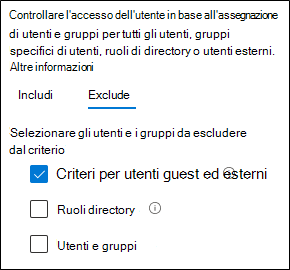 Controllare l'accesso dell'utente in base all'assegnazione
di utenti e gruppi per tutti gli utenti, gruppi
specifici di utenti, ruoli di directory o utenti esterni.
Altre informazioni
Includi Exclude
Selezionare gli utenti e i gruppi da escludere
dal criterio
Criteri per utenti guest ed esterni
Ruoli directory
Utenti e gruppi